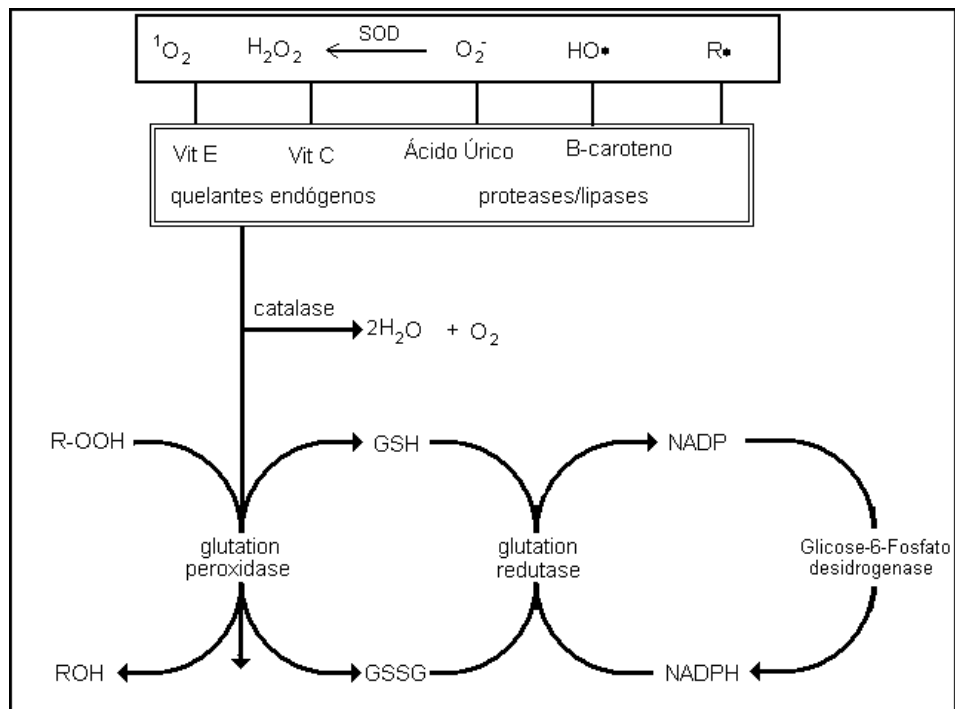 SOD
¹O₂ H₂O₂ O₂⁻ HO• R•
Vit E Vit C Ácido Úrico B-caroteno
quelantes endógenos proteases/lipases
catalase
2H₂O + O₂
R-OOH GSH NADP
glutation
peroxidase
glutation
redutase
Glicose-6-Fosfato
desidrogenase
ROH GSSG NADPH